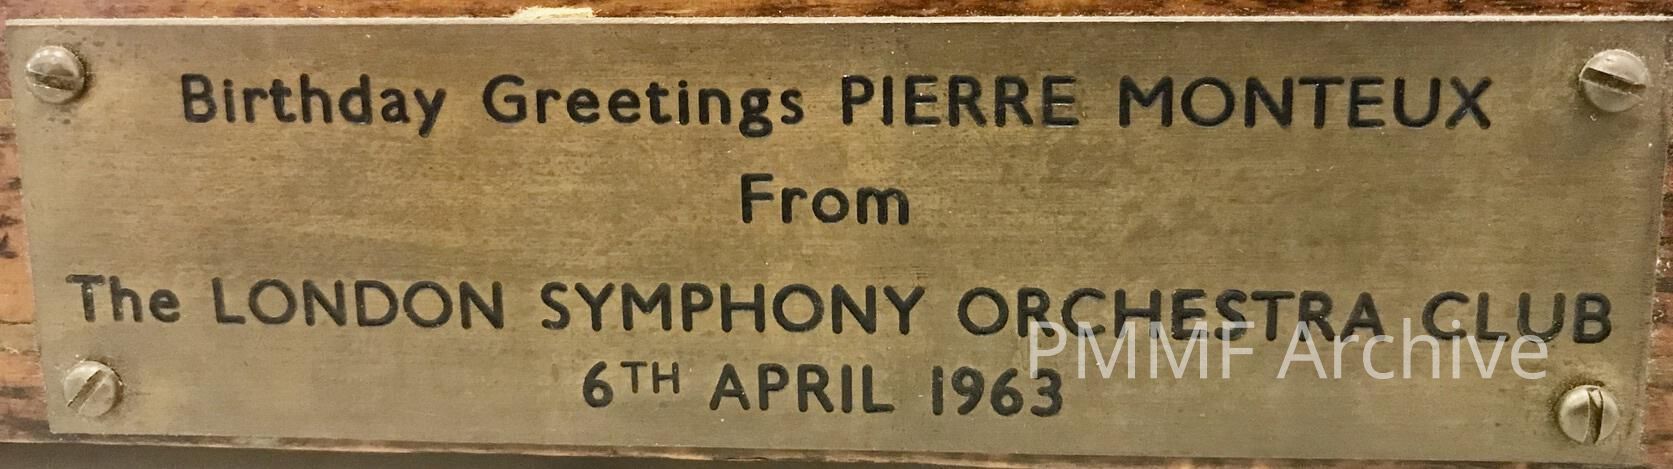 Birthday Greetings PIERRE MONTEUX
From
The LONDON SYMPHONY ORCHESTRA CLUB
6TH APRIL 1963
PMMF Archive